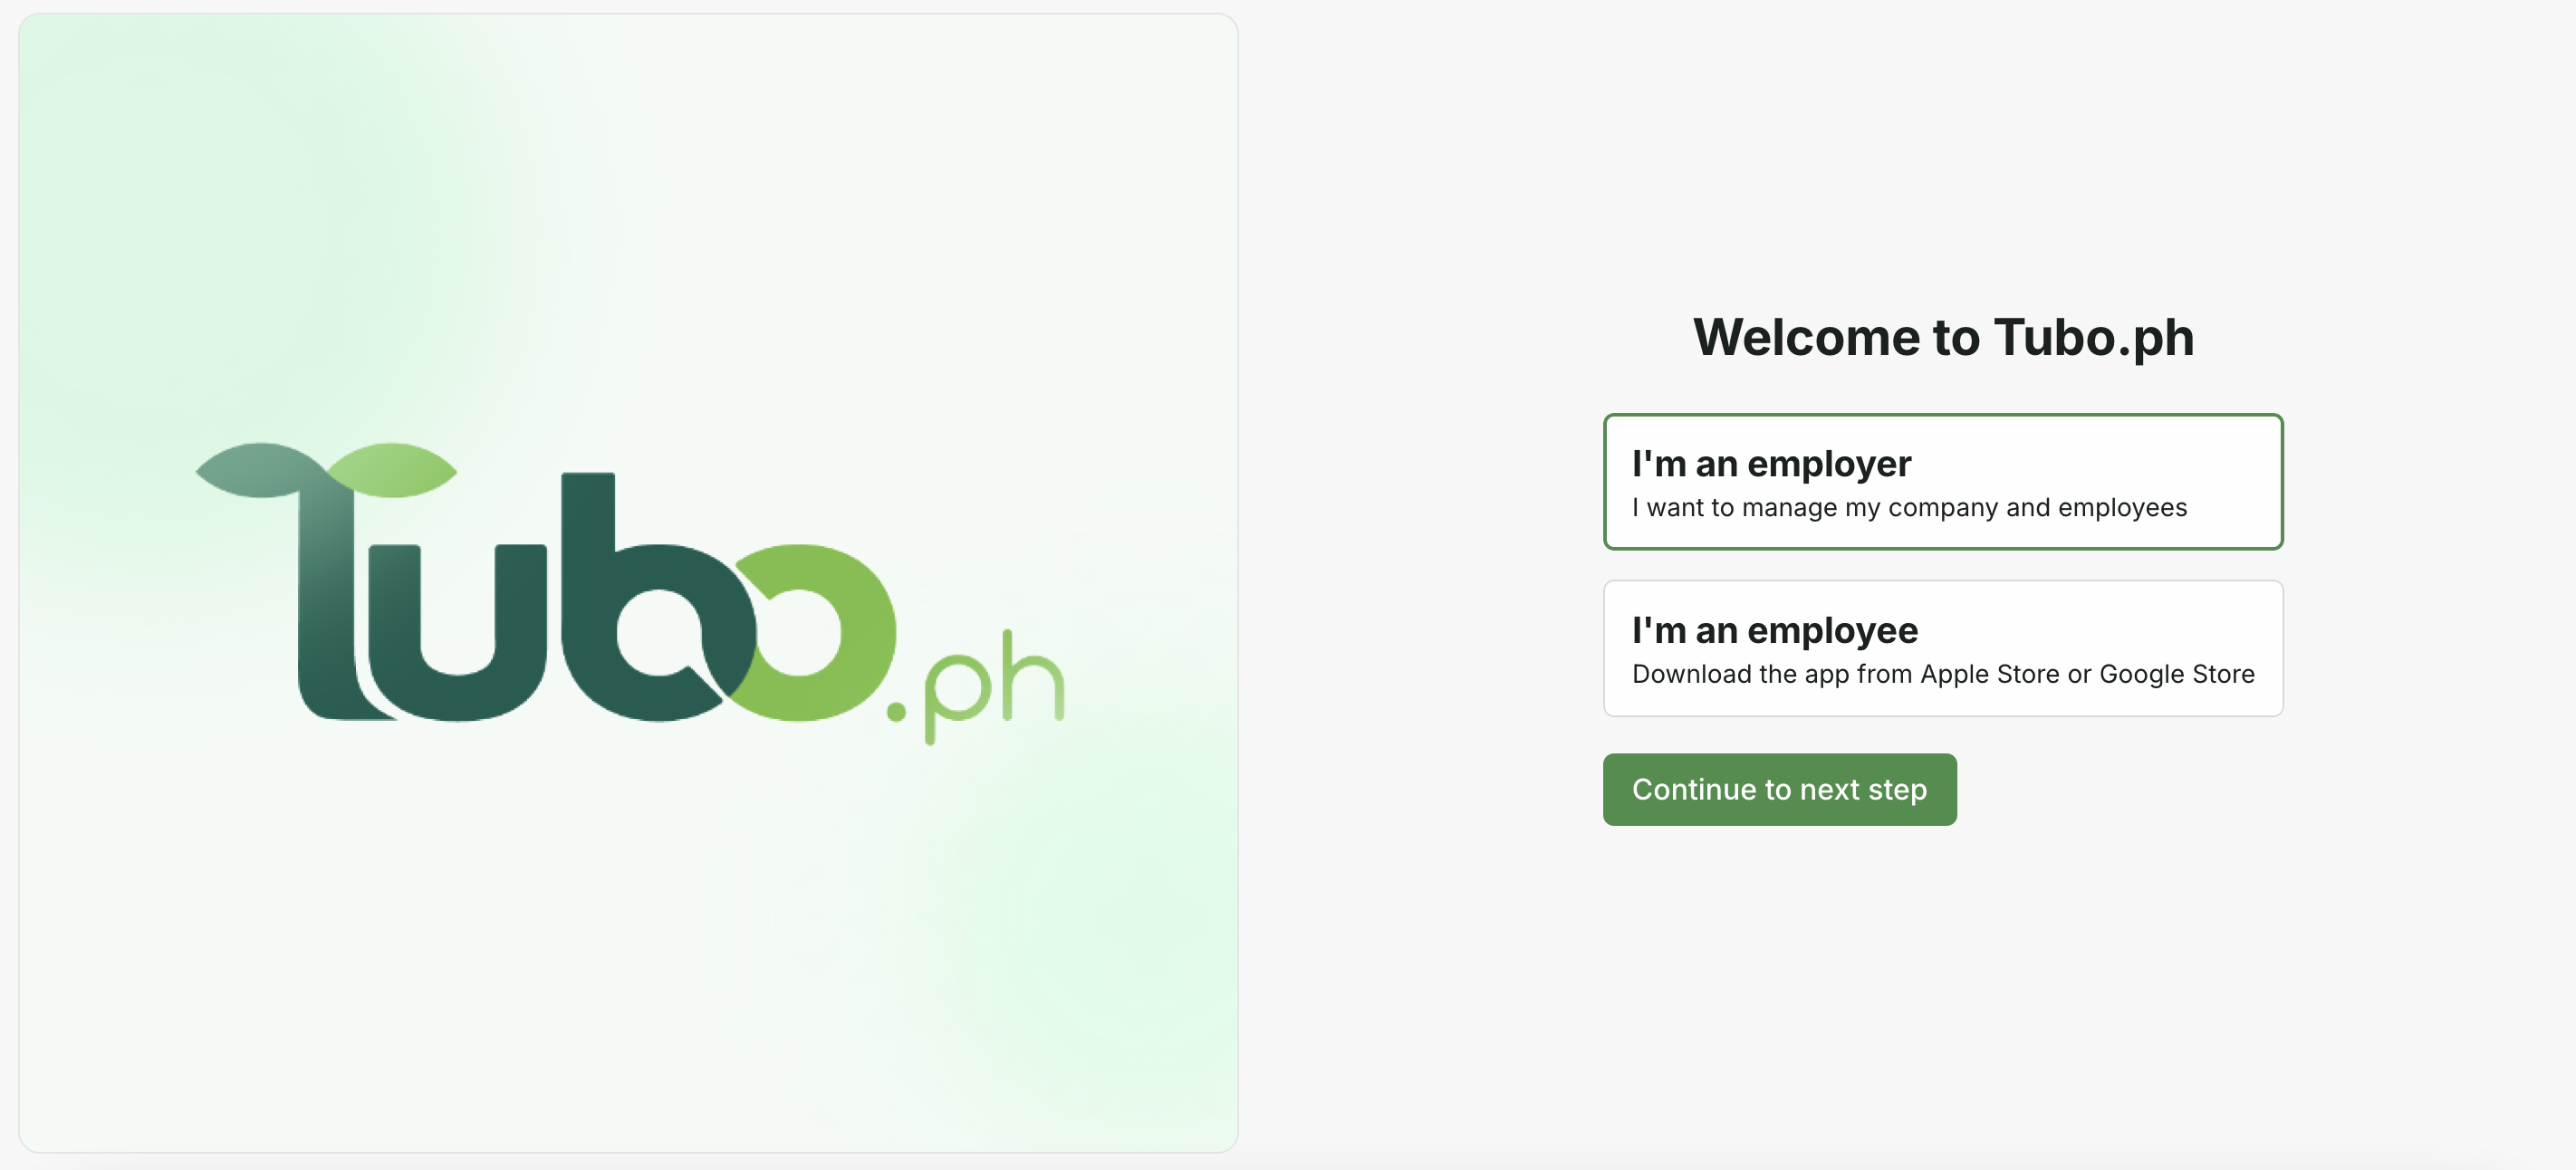 Tubo.ph
Welcome to Tubo.ph
I'm an employer
I want to manage my company and employees
I'm an employee
Download the app from Apple Store or Google Store
Continue to next step